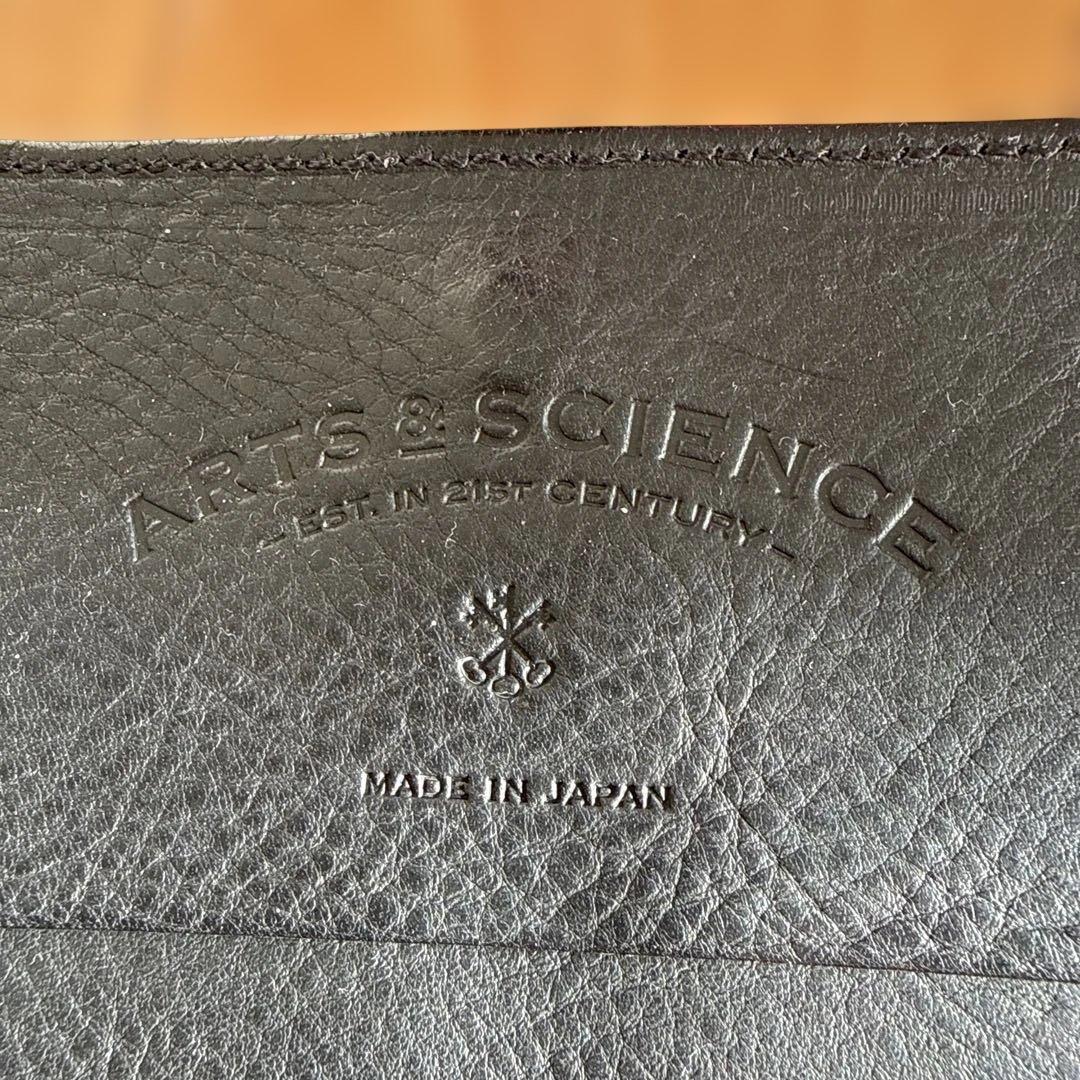 ARTS & SCIENCE
- EST. IN 21ST CENTURY -
MADE IN JAPAN